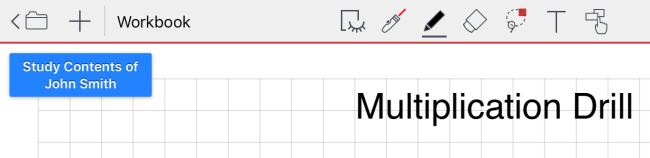 Workbook
Study Contents of
John Smith
Multiplication Drill